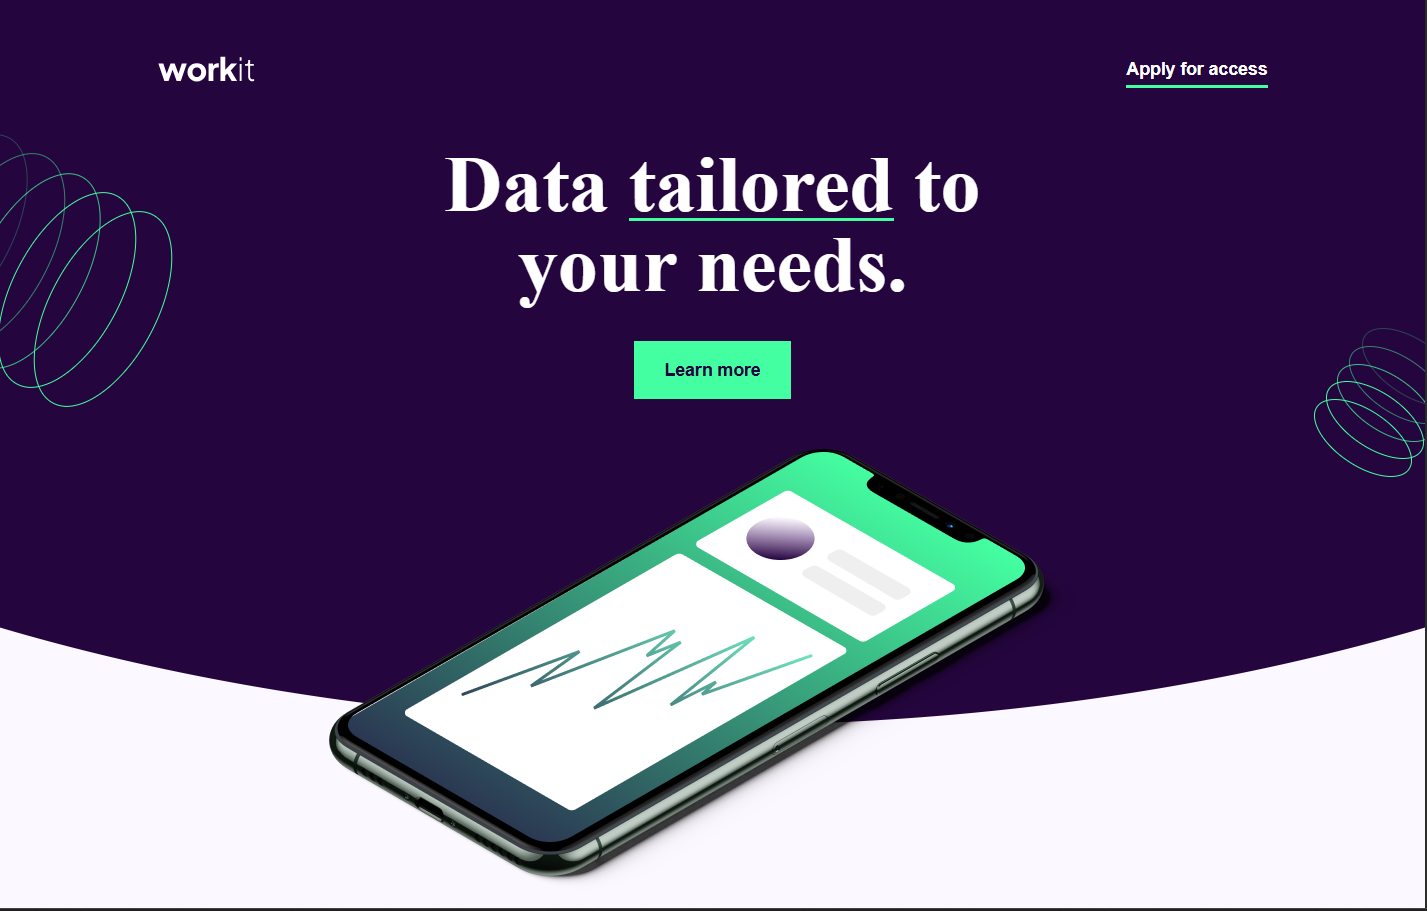 workit
Apply for access
Data tailored to
your needs.
Learn more